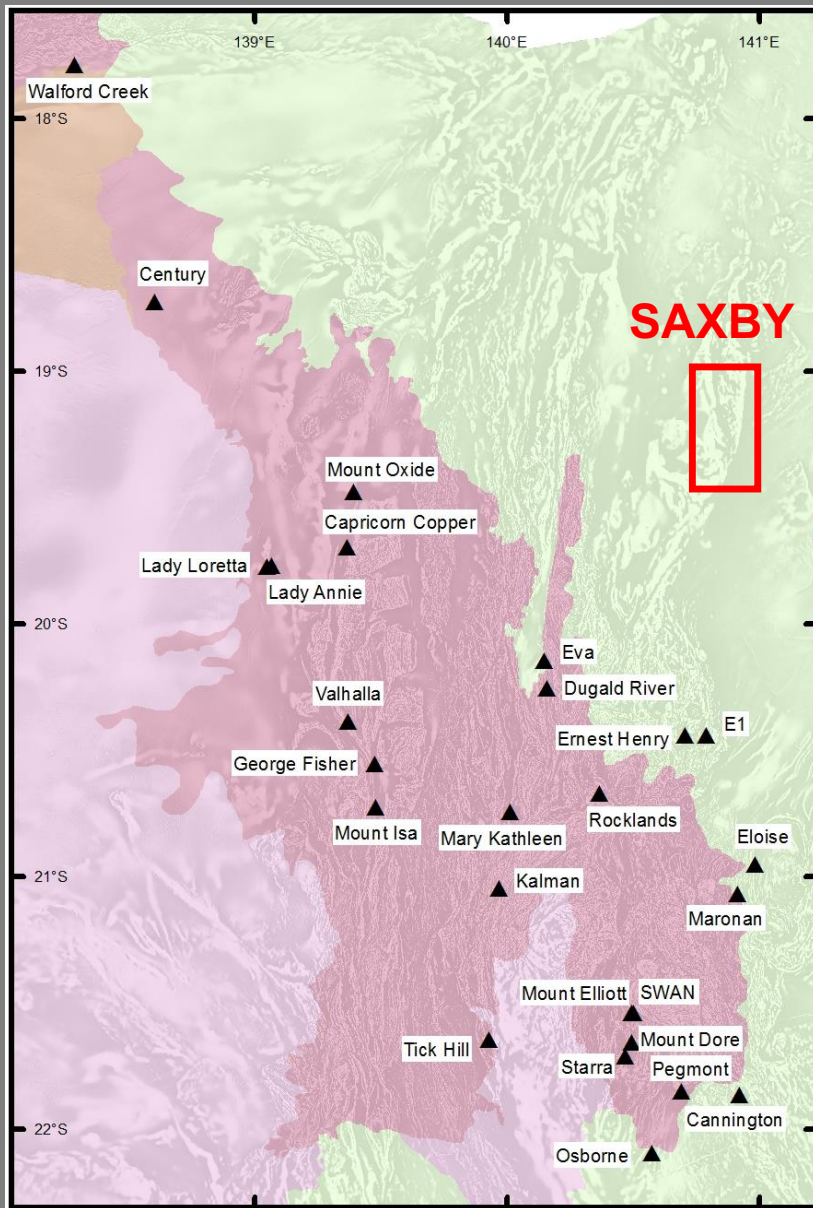 139°E
140°E
141°E
Walford Creek
18°S
Century
SAXBY
19°S
Mount Oxide
Capricorn Copper
Lady Loretta
Lady Annie
20°S
Eva
Dugald River
Valhalla
Ernest Henry
E1
George Fisher
Mount Isa
Mary Kathleen
Rocklands
Eloise
21°S
Kalman
Maronan
Mount Elliott
SWAN
Tick Hill
Mount Dore
Starra
Pegmont
Cannington
22°S
Osborne